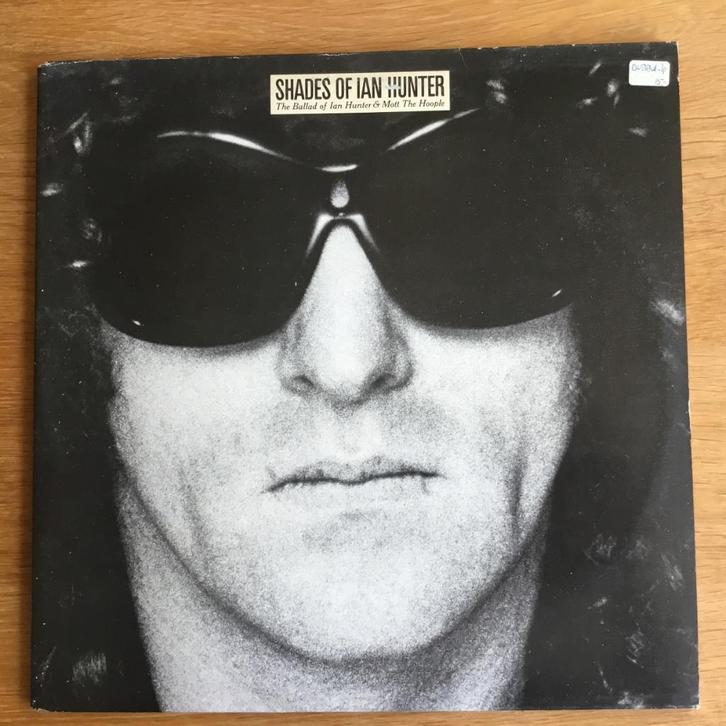 SHADES OF IAN HUNTER
The Ballad of Ian Hunter & Mott The Hoople